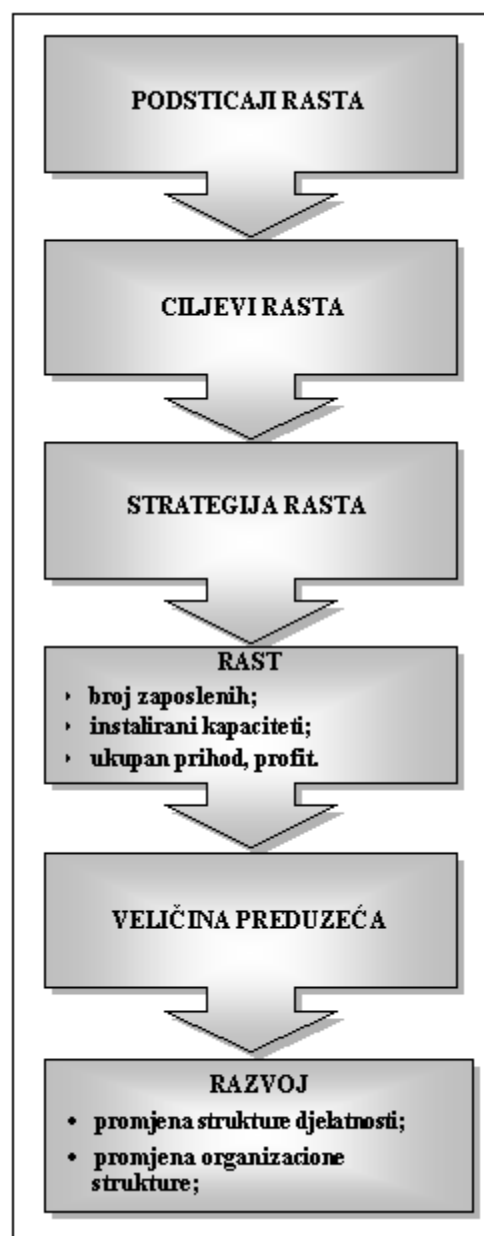 PODSTICAJI RASTA
CILJEVI RASTA
STRATEGIJA RASTA
RAST
‣ broj zaposlenih;
‣ instalirani kapaciteti;
‣ ukupan prihod, profit.
VELIČINA PREDUZEĆA
RAZVOJ
• promjena strukture djelatnosti;
• promjena organizacione
strukture;